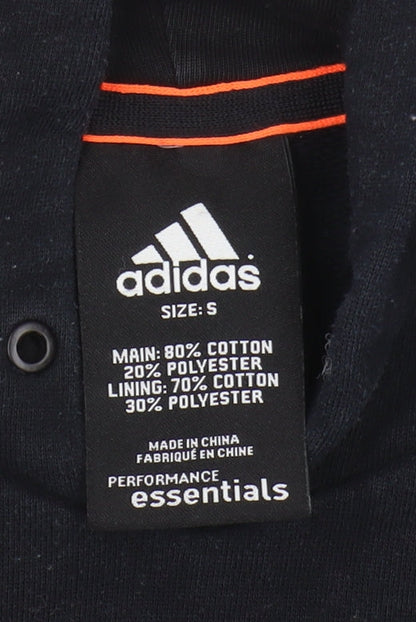 adidas
SIZE: S
MAIN: 80% COTTON
20% POLYESTER
LINING: 70% COTTON
30% POLYESTER
MADE IN CHINA
FABRIQUÉ EN CHINE
PERFORMANCE
essentials